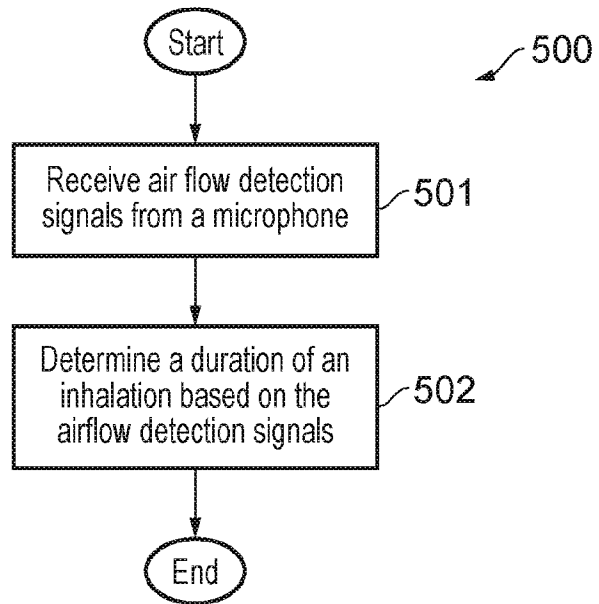 Start
500
Receive air flow detection
signals from a microphone
501
Determine a duration of an
inhalation based on the
airflow detection signals
502
End